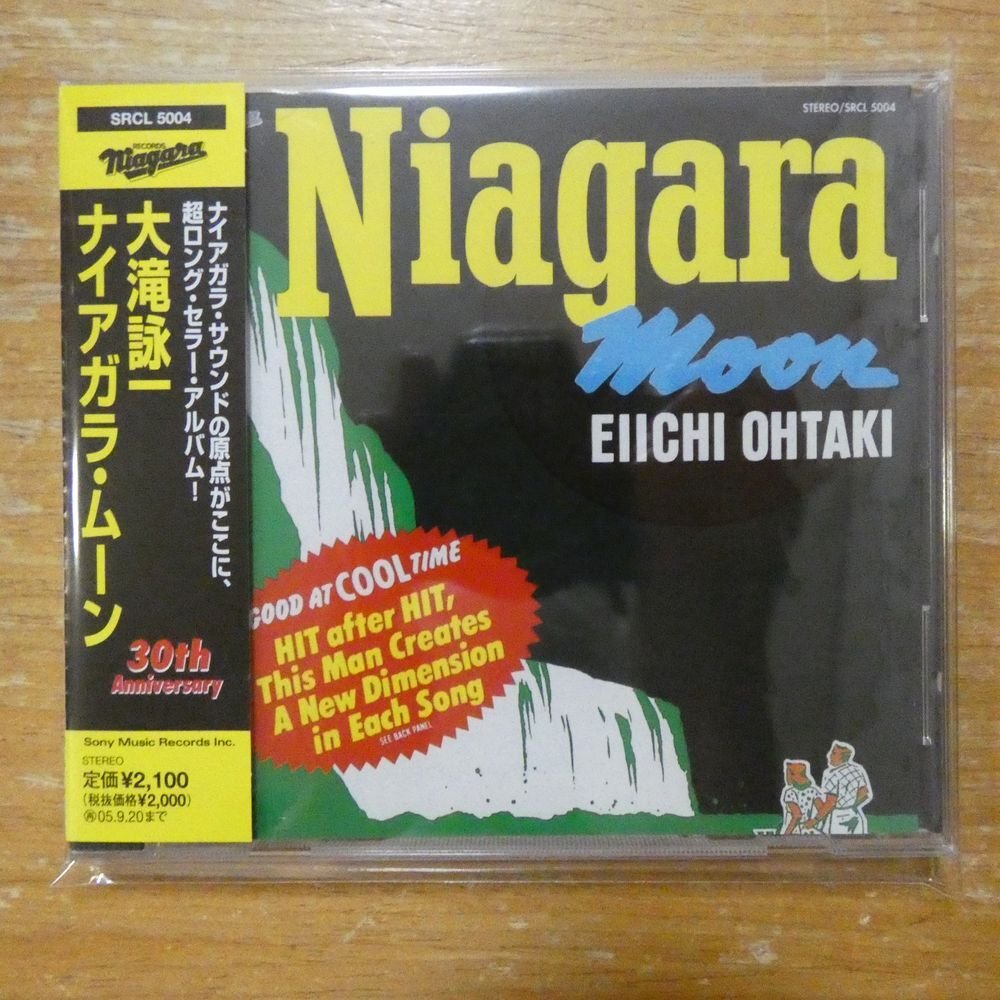 SRCL 5004
RECORDS
Niagara
ナイアガラ・サウンドの原点がここに、
超ロング・セラー・アルバム!
大滝詠一
ナイアガラ・ムーン
30th
Anniversary
Sony Music Records Inc.
STEREO
定価¥2,100
(税抜価格¥2,000)
㊞05.9.20まで
STEREO/SRCL 5004
Niagara
Moon
EIICHI OHTAKI
GOOD AT COOL TIME
HIT after HIT,
This Man Creates
A New Dimension
in Each Song
SEE BACK PANEL